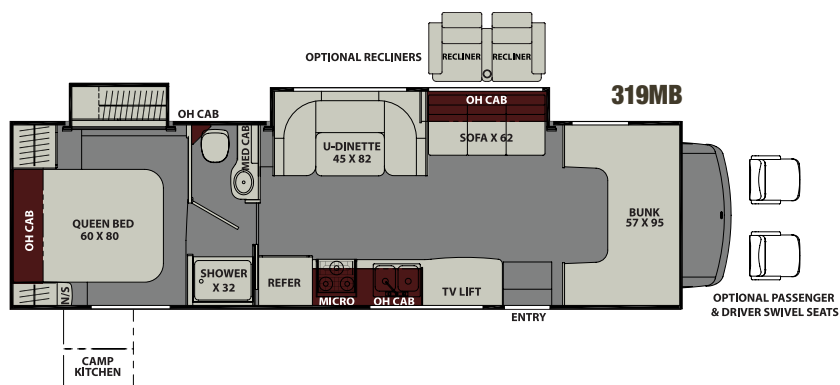 OPTIONAL RECLINERS
RECLINER
RECLINER
319MB
OH CAB
OH CAB
MED CAB
U-DINETTE
45 X 82
SOFA X 62
OH CAB
QUEEN BED
60 X 80
BUNK
57 X 95
N/S
SHOWER
X 32
REFER
MICRO
OH CAB
TV LIFT
ENTRY
OPTIONAL PASSENGER
& DRIVER SWIVEL SEATS
CAMP
KITCHEN